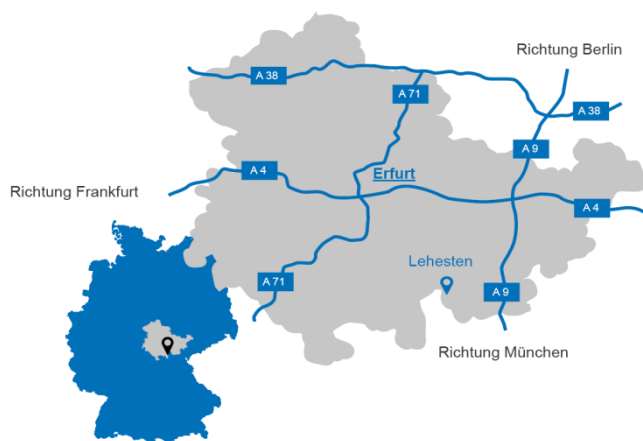 Richtung Berlin
A 38
A 71
A 38
A 9
Erfurt
A 4
Richtung Frankfurt
A 4
Lehesten
A 71
A 9
Richtung München